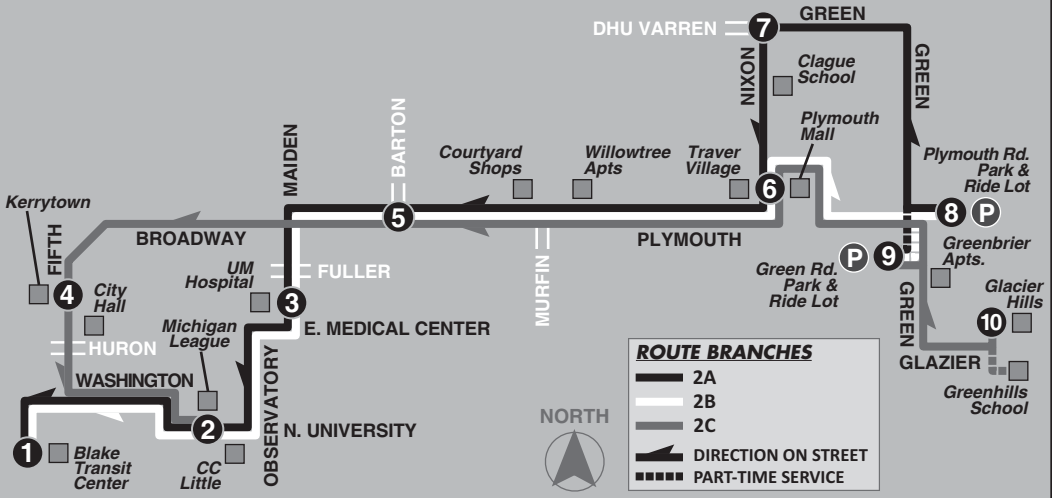 GREEN
DHU VARREN
7
NIXON
GREEN
Clague
School
Plymouth
Mall
MAIDEN
BARTON
Courtyard
Shops
Willowtree
Apts
Traver
Village
6
Plymouth Rd.
Park &
Ride Lot
8
P
Kerrytown
FIFTH
BROADWAY
5
MURFIN
PLYMOUTH
P
9
Green Rd.
Park &
Ride Lot
Greenbrier
Apts.
UM
Hospital
FULLER
4
City
Hall
3
E. MEDICAL CENTER
Michigan
League
HURON
WASHINGTON
GREEN
10
Glacier
Hills
GLAZIER
Greenhills
School
OBSERVATORY
N. UNIVERSITY
2
1
Blake
Transit
Center
CC
Little
NORTH
ROUTE BRANCHES
2A
2B
2C
DIRECTION ON STREET
PART-TIME SERVICE